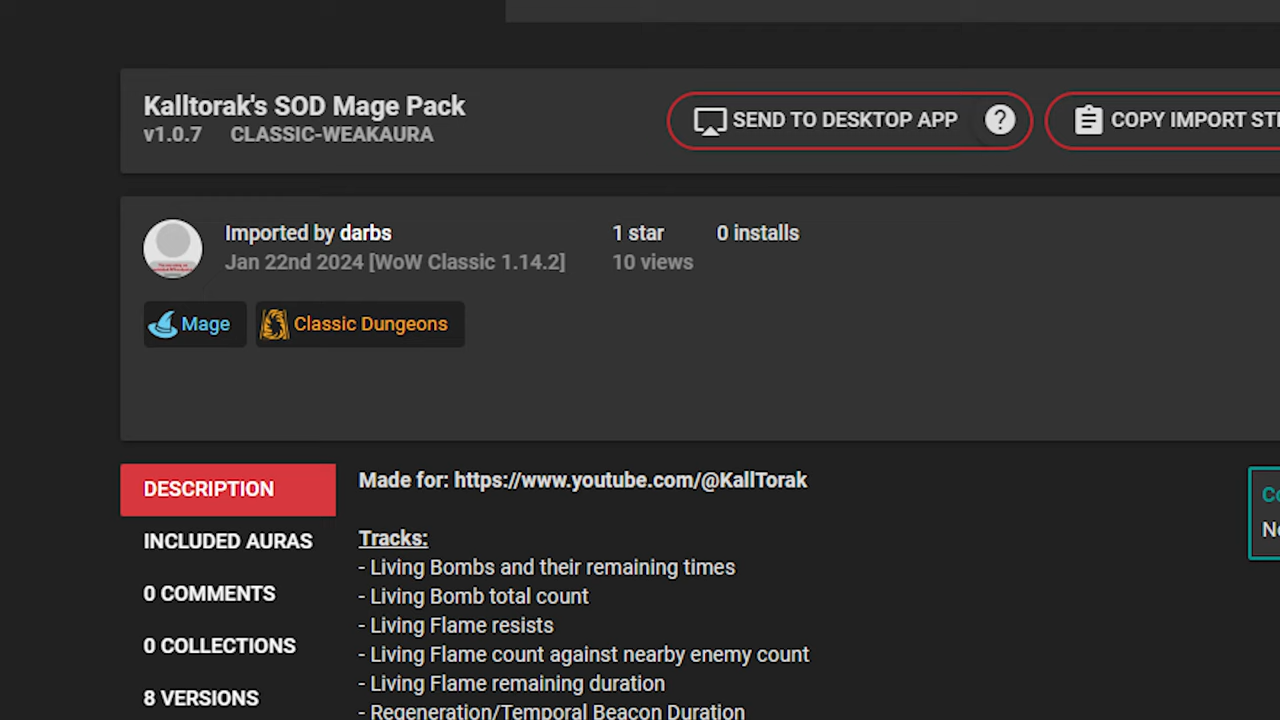 Kalltorak's SOD Mage Pack
v1.0.7 CLASSIC-WEAKAURA
SEND TO DESKTOP APP
?
COPY IMPORT
Imported by darbs
1 star
0 installs
Jan 22nd 2024 [WoW Classic 1.14.2]
10 views
Mage
Classic Dungeons
DESCRIPTION
INCLUDED AURAS
0 COMMENTS
0 COLLECTIONS
8 VERSIONS
Made for: https://www.youtube.com/@KallTorak
Tracks:
- Living Bombs and their remaining times
- Living Bomb total count
- Living Flame resists
- Living Flame count against nearby enemy count
- Living Flame remaining duration
- Regeneration/Temporal Beacon Duration